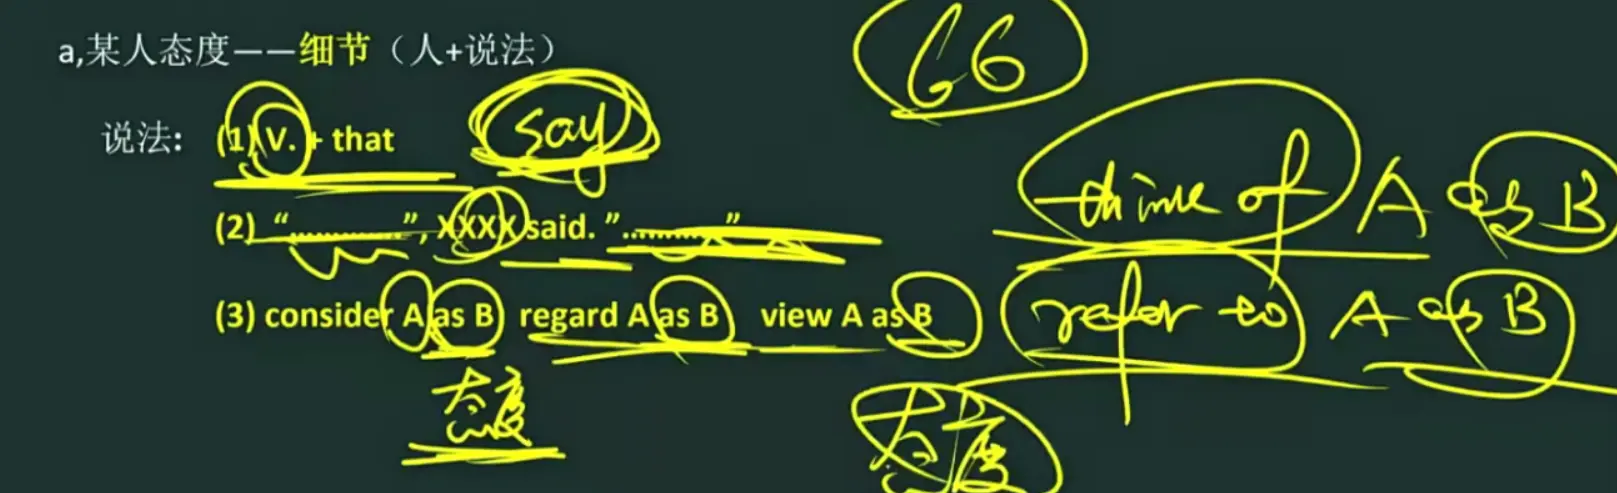 a,某人态度——细节（人+说法） 66
说法: (1) V. + that say
think of A as B
(2) “…………”, XXXX said. ”………”
(3) consider A as B regard A as B view A as B refer to A as B
态度 态度